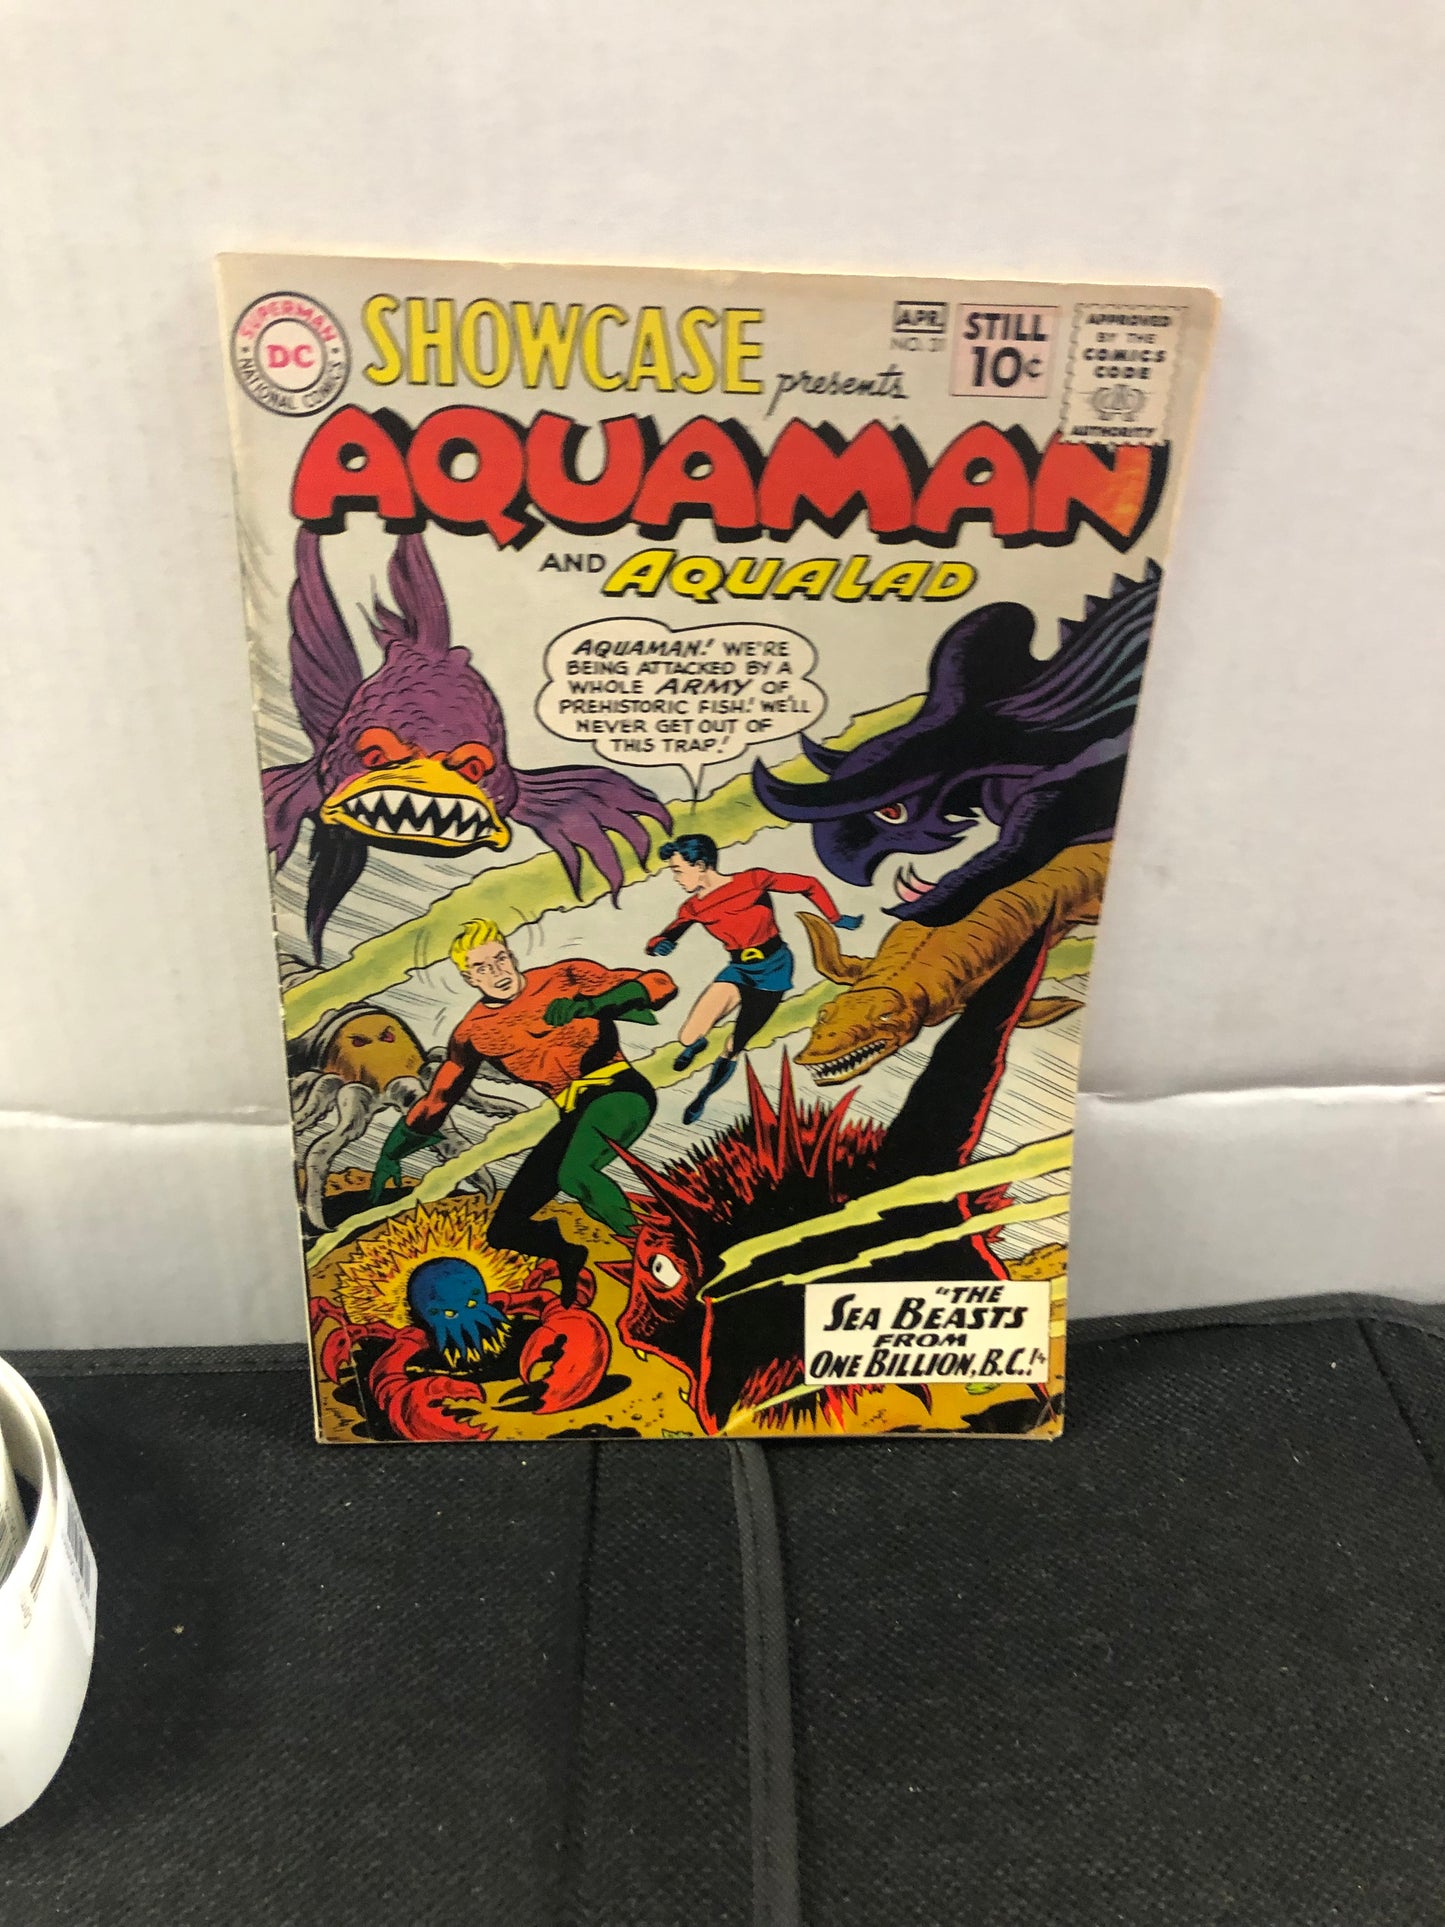 SUPERMAN
DC
NATIONAL COMICS
SHOWCASE presents
APR.
NO. 31
STILL
10¢
APPROVED
BY THE
COMICS
CODE
AUTHORITY
AQUAMAN
AND AQUALAD
AQUAMAN! WE'RE
BEING ATTACKED BY A
WHOLE ARMY OF
PREHISTORIC FISH! WE'LL
NEVER GET OUT OF
THIS TRAP!
"THE
SEA BEASTS
FROM
ONE BILLION, B.C.!"